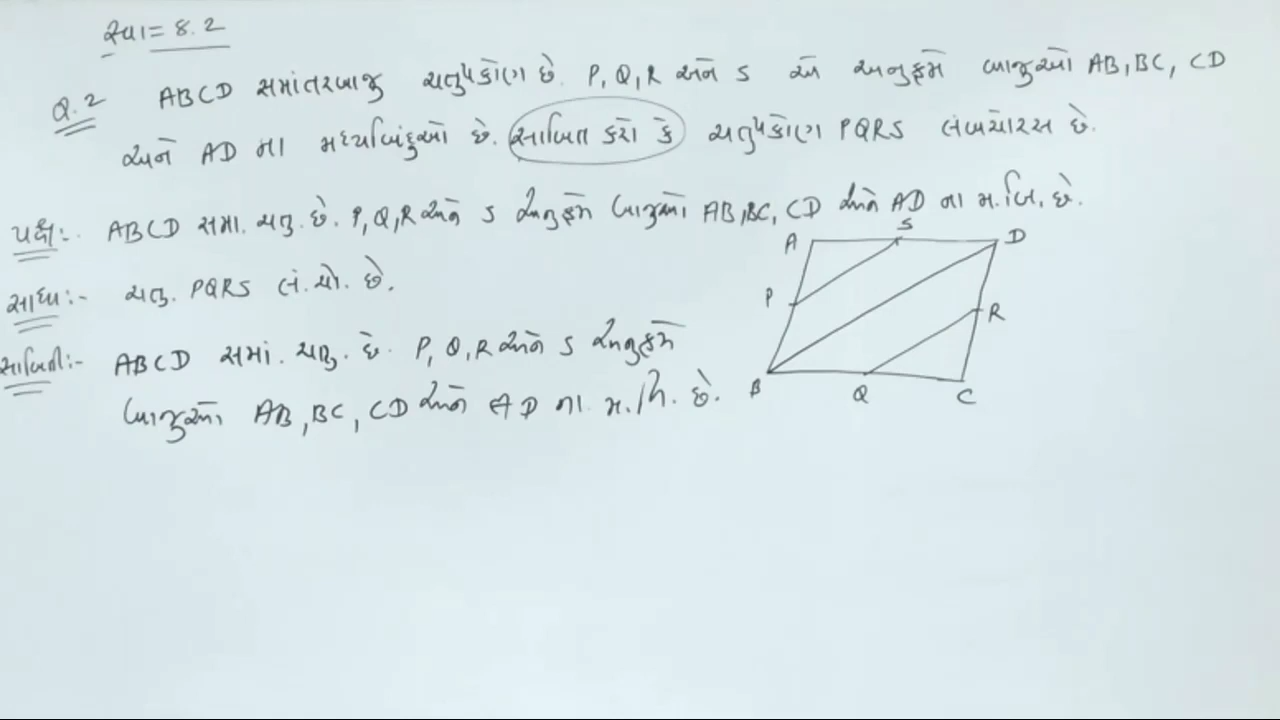 સ્વા = 8.2
Q.2 ABCD સમાંતરબાજુ ચતુષ્કોણ છે. P, Q, R અને S એ અનુક્રમે બાજુઓ AB, BC, CD
અને AD ના મધ્યબિંદુઓ છે. સાબિત કરો કે ચતુષ્કોણ PQRS લંબચોરસ છે.
પક્ષ :- ABCD સમા. ચતુ. છે. P, Q, R અને S અનુક્રમે બાજુઓ AB, BC, CD અને AD ના મ.બિ. છે.
સાધ્ય :- ચતુ. PQRS લં. ચો. છે.
સાબિતી :- ABCD સમાં. ચતુ. છે. P, Q, R અને S અનુક્રમે
બાજુઓ AB, BC, CD અને AD ના મ.બિ. છે.
A S D
P R
B Q C